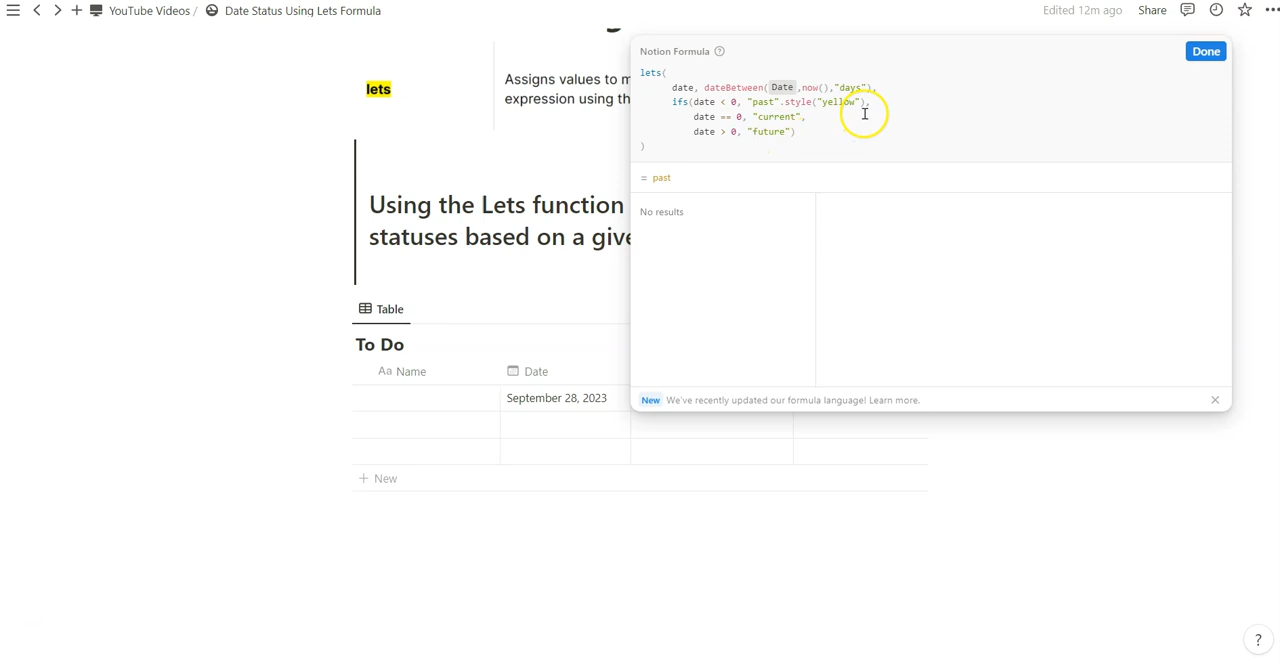 YouTube Videos / Date Status Using Lets Formula
Edited 12m ago Share
Notion Formula
Done
lets(
date, dateBetween(Date,now(),"days"),
ifs(date < 0, "past".style("yellow"),
date == 0, "current",
date > 0, "future")
)
= past
No results
New We've recently updated our formula language! Learn more.
lets
Assigns values to m
expression using th
Using the Lets function
statuses based on a give
Table
To Do
Aa Name Date
September 28, 2023
+ New
?